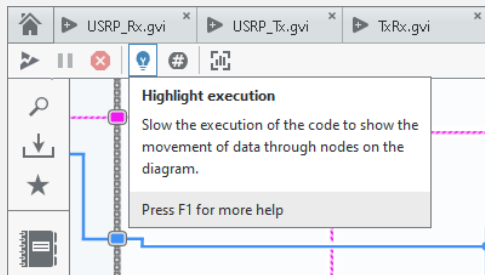 USRP_Rx.gvi
USRP_Tx.gvi
TxRx.gvi
Highlight execution
Slow the execution of the code to show the
movement of data through nodes on the
diagram.
Press F1 for more help